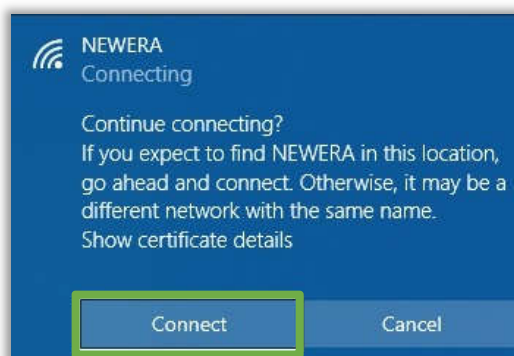 NEWERA
Connecting
Continue connecting?
If you expect to find NEWERA in this location,
go ahead and connect. Otherwise, it may be a
different network with the same name.
Show certificate details
Connect Cancel